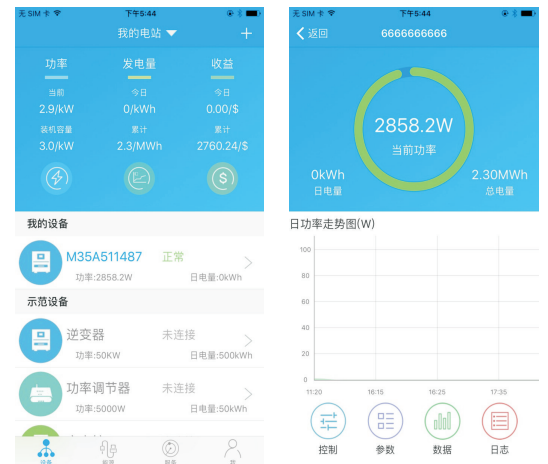 无 SIM 卡 下午5:44
我的电站 +
功率 发电量 收益
当前 今日 今日
2.9/kW 0/kWh 0.00/$
装机容量 累计 累计
3.0/kW 2.3/MWh 2760.24/$
我的设备
M35A511487 正常
功率:2858.2W 日电量:0kWh
示范设备
逆变器 未连接
功率:50KW 日电量:500kWh
功率调节器 未连接
功率:5000W 日电量:50kWh
设备 我
无 SIM 卡 下午5:44
返回 6666666666
2858.2W
当前功率
0kWh 2.30MWh
日电量 总电量
日功率走势图(W)
100
80
60
40
20
0
11:20 16:15 16:25 17:35
控制 参数 数据 日志